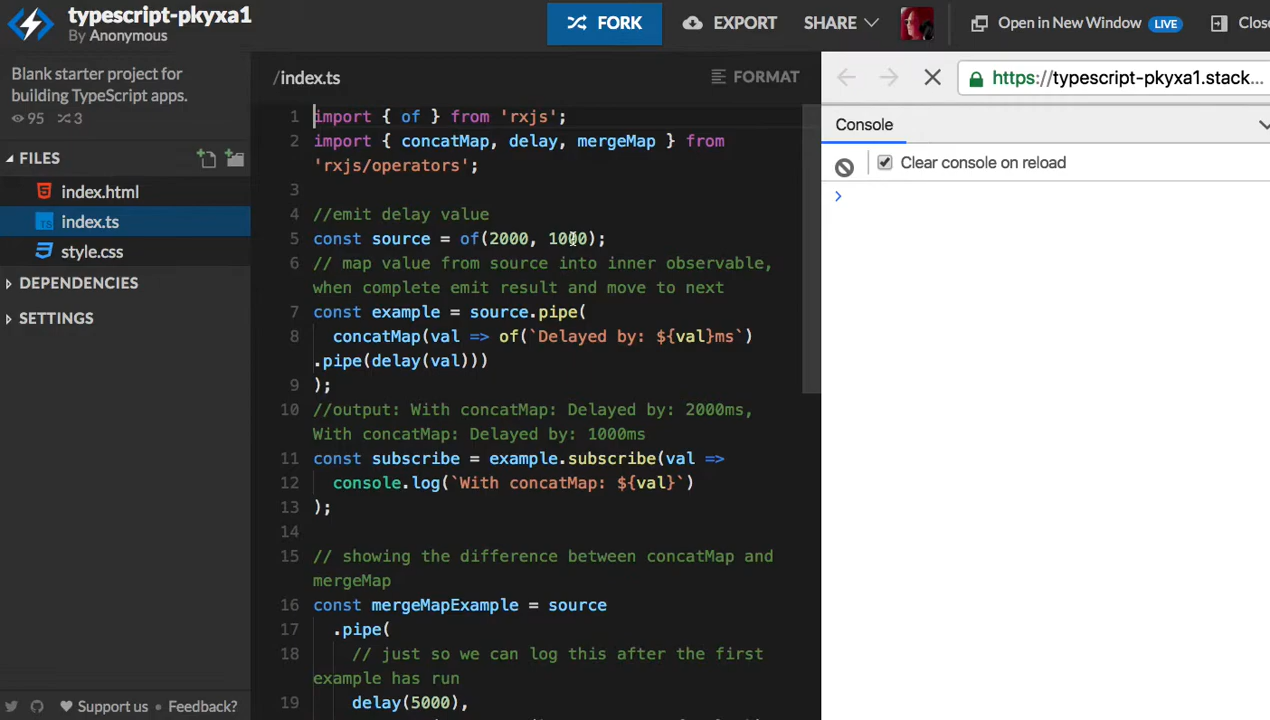 typescript-pkyxa1
By Anonymous
FORK
EXPORT
SHARE
Open in New Window LIVE
Close
Blank starter project for
building TypeScript apps.
95 3
FILES
index.html
TS index.ts
style.css
DEPENDENCIES
SETTINGS
Support us • Feedback?
/index.ts
FORMAT
1 import { of } from 'rxjs';
2 import { concatMap, delay, mergeMap } from
'rxjs/operators';
3
4 //emit delay value
5 const source = of(2000, 1000);
6 // map value from source into inner observable,
when complete emit result and move to next
7 const example = source.pipe(
8 concatMap(val => of(`Delayed by: ${val}ms`)
.pipe(delay(val)))
9 );
10 //output: With concatMap: Delayed by: 2000ms,
With concatMap: Delayed by: 1000ms
11 const subscribe = example.subscribe(val =>
12 console.log(`With concatMap: ${val}`)
13 );
14
15 // showing the difference between concatMap and
mergeMap
16 const mergeMapExample = source
17 .pipe(
18 // just so we can log this after the first
example has run
19 delay(5000),
https://typescript-pkyxa1.stack...
Console
Clear console on reload